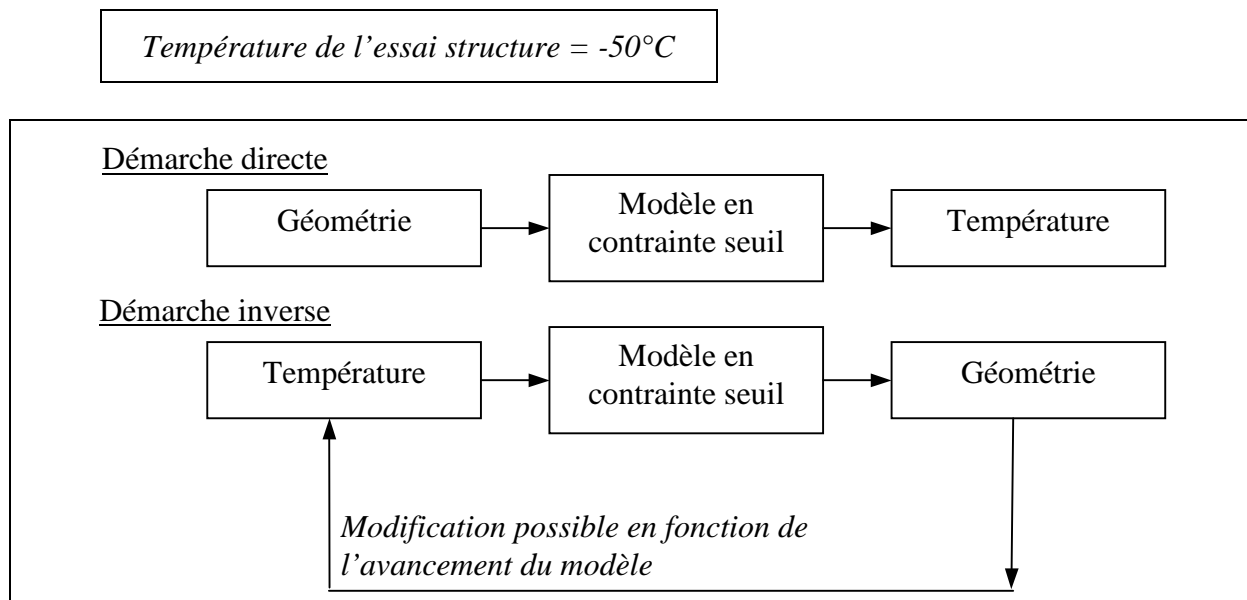 Température de l'essai structure = -50°C
Démarche directe
Géométrie
Modèle en
contrainte seuil
Température
Démarche inverse
Température
Modèle en
contrainte seuil
Géométrie
Modification possible en fonction de
l'avancement du modèle